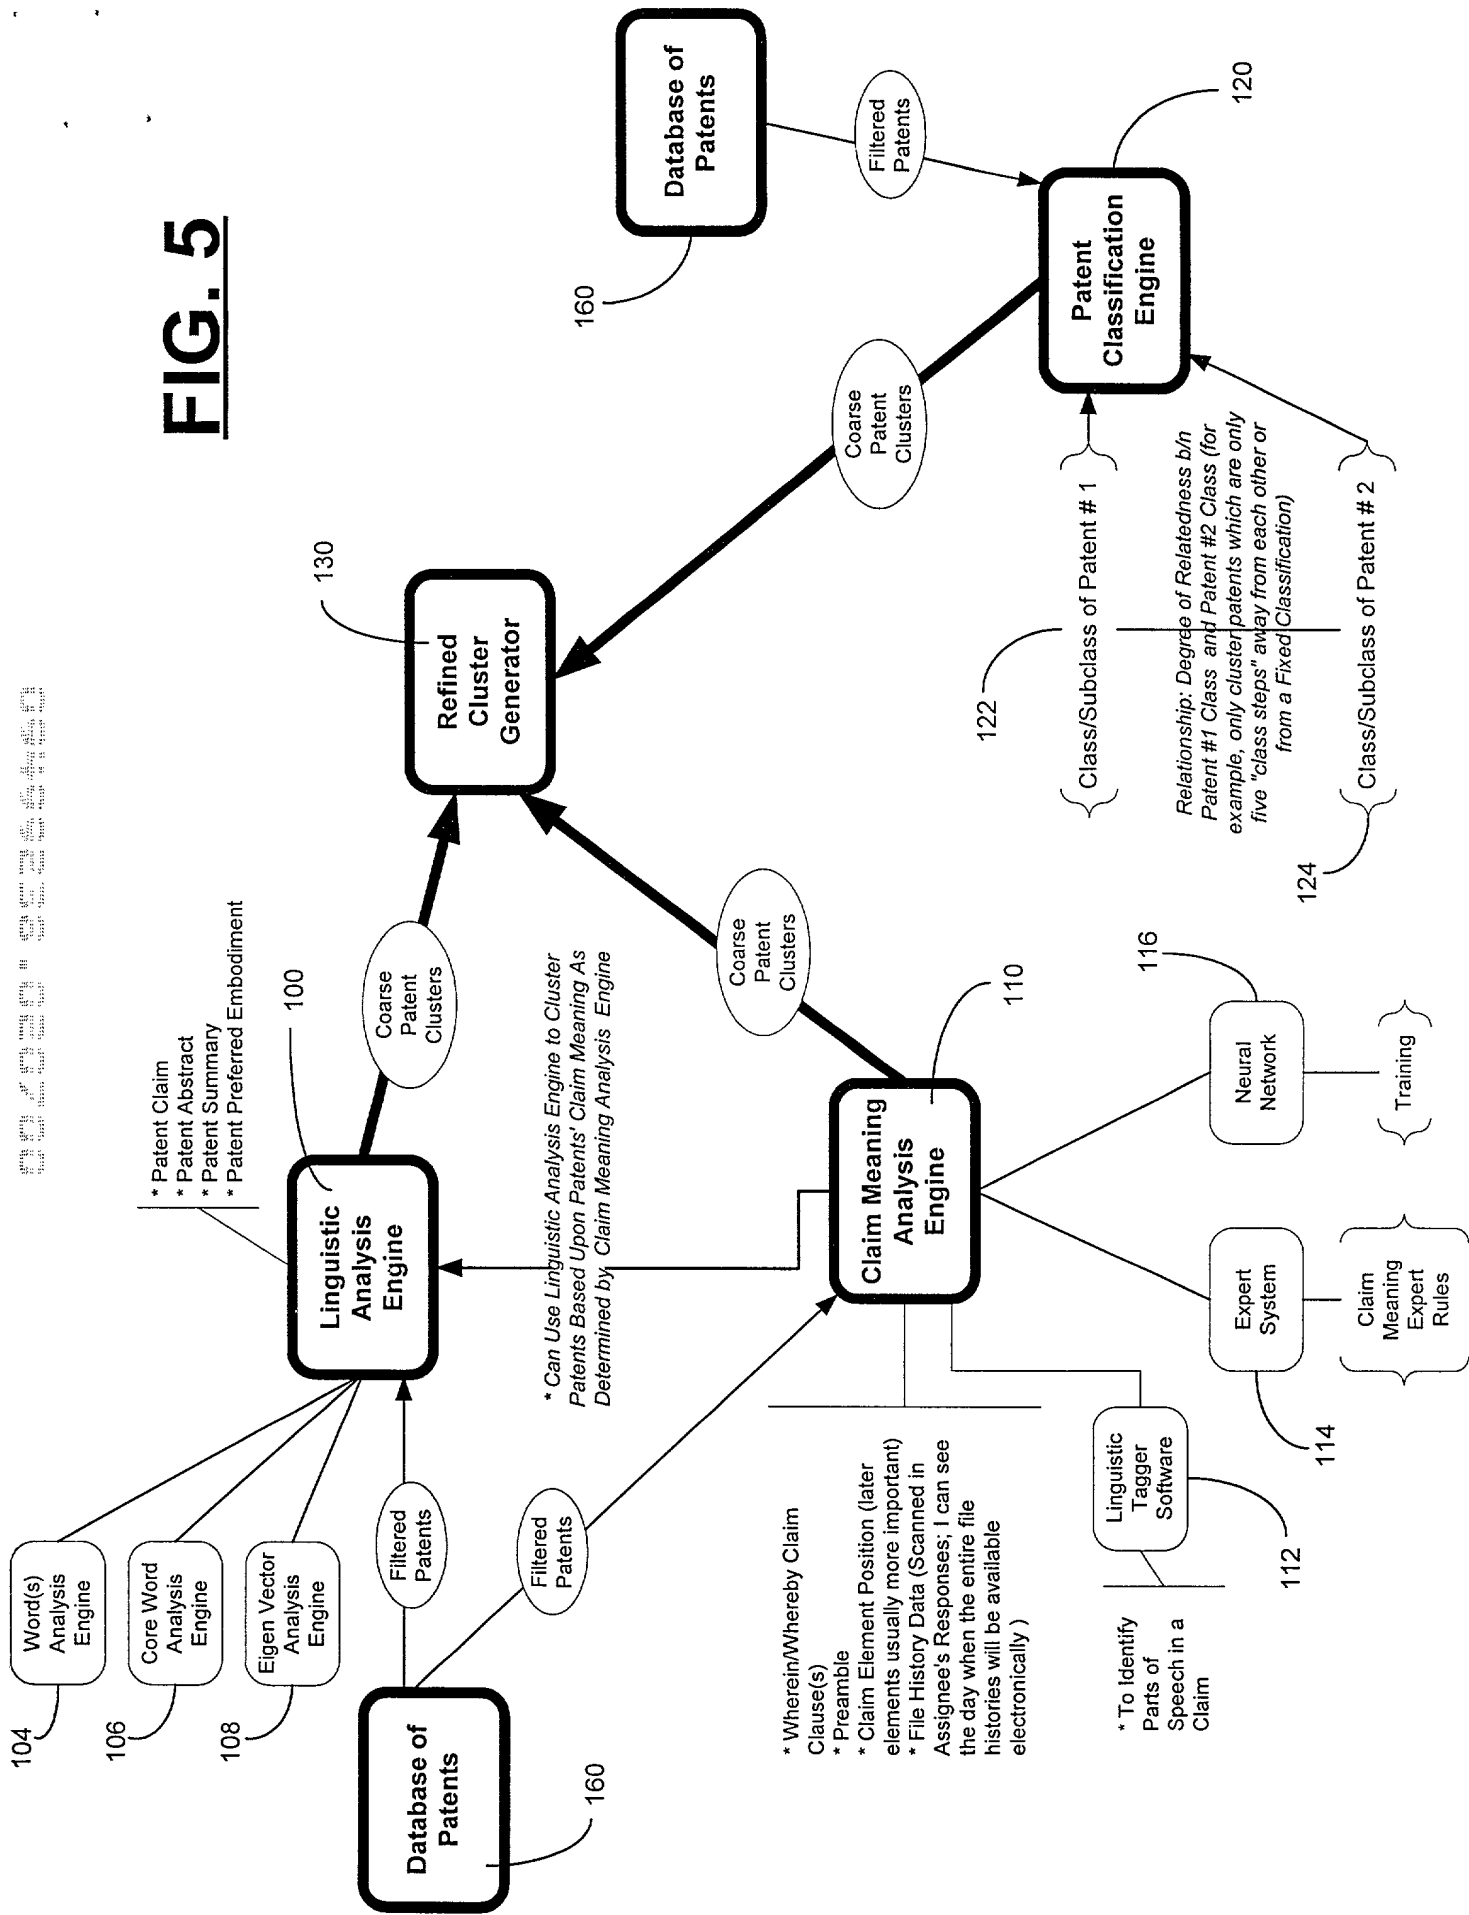 FIG. 5
104
Word(s)
Analysis
Engine
106
Core Word
Analysis
Engine
108
Eigen Vector
Analysis
Engine
* Patent Claim
* Patent Abstract
* Patent Summary
* Patent Preferred Embodiment
100
Linguistic
Analysis
Engine
Coarse
Patent
Clusters
130
Refined
Cluster
Generator
Database of
Patents
160
Filtered
Patents
Filtered
Patents
* Can Use Linguistic Analysis Engine to Cluster
Patents Based Upon Patents' Claim Meaning As
Determined by Claim Meaning Analysis Engine
Coarse
Patent
Clusters
Coarse
Patent
Clusters
160
Database of
Patents
Filtered
Patents
120
Patent
Classification
Engine
110
Claim Meaning
Analysis
Engine
* Wherein/Whereby Claim
Clause(s)
* Preamble
* Claim Element Position (later
elements usually more important)
* File History Data (Scanned in
Assignee's Responses; I can see
the day when the entire file
histories will be available
electronically )
122
Class/Subclass of Patent # 1
Relationship: Degree of Relatedness b/n
Patent #1 Class and Patent #2 Class (for
example, only cluster patents which are only
five "class steps" away from each other or
from a Fixed Classification)
124
Class/Subclass of Patent # 2
Linguistic
Tagger
Software
112
* To Identify
Parts of
Speech in a
Claim
114
Expert
System
Claim
Meaning
Expert
Rules
116
Neural
Network
Training